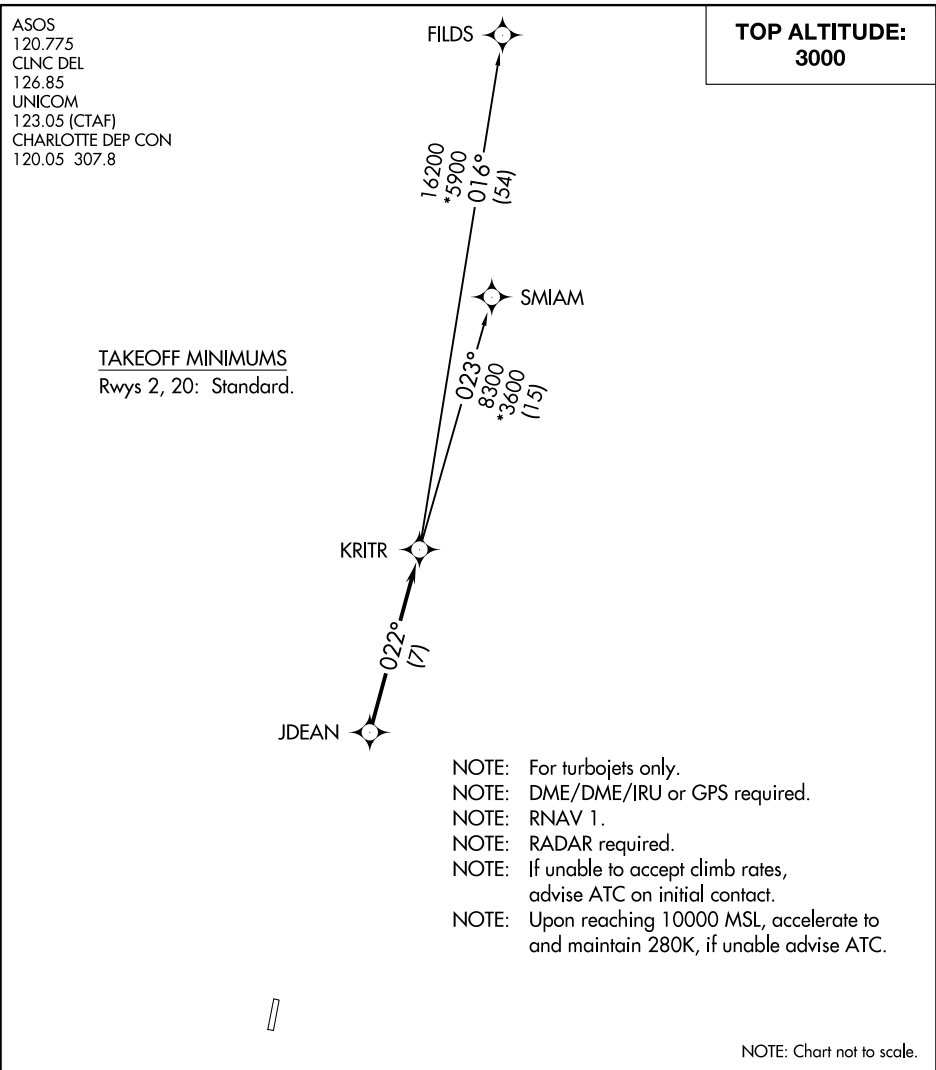 ASOS
120.775
CLNC DEL
126.85
UNICOM
123.05 (CTAF)
CHARLOTTE DEP CON
120.05 307.8
TOP ALTITUDE:
3000
FILDS
16200
*5900
016°
(54)
SMIAM
023°
8300
*3600
(15)
TAKEOFF MINIMUMS
Rwys 2, 20: Standard.
KRITR
022°
(7)
JDEAN
NOTE: For turbojets only.
NOTE: DME/DME/IRU or GPS required.
NOTE: RNAV 1.
NOTE: RADAR required.
NOTE: If unable to accept climb rates,
advise ATC on initial contact.
NOTE: Upon reaching 10000 MSL, accelerate to
and maintain 280K, if unable advise ATC.
NOTE: Chart not to scale.